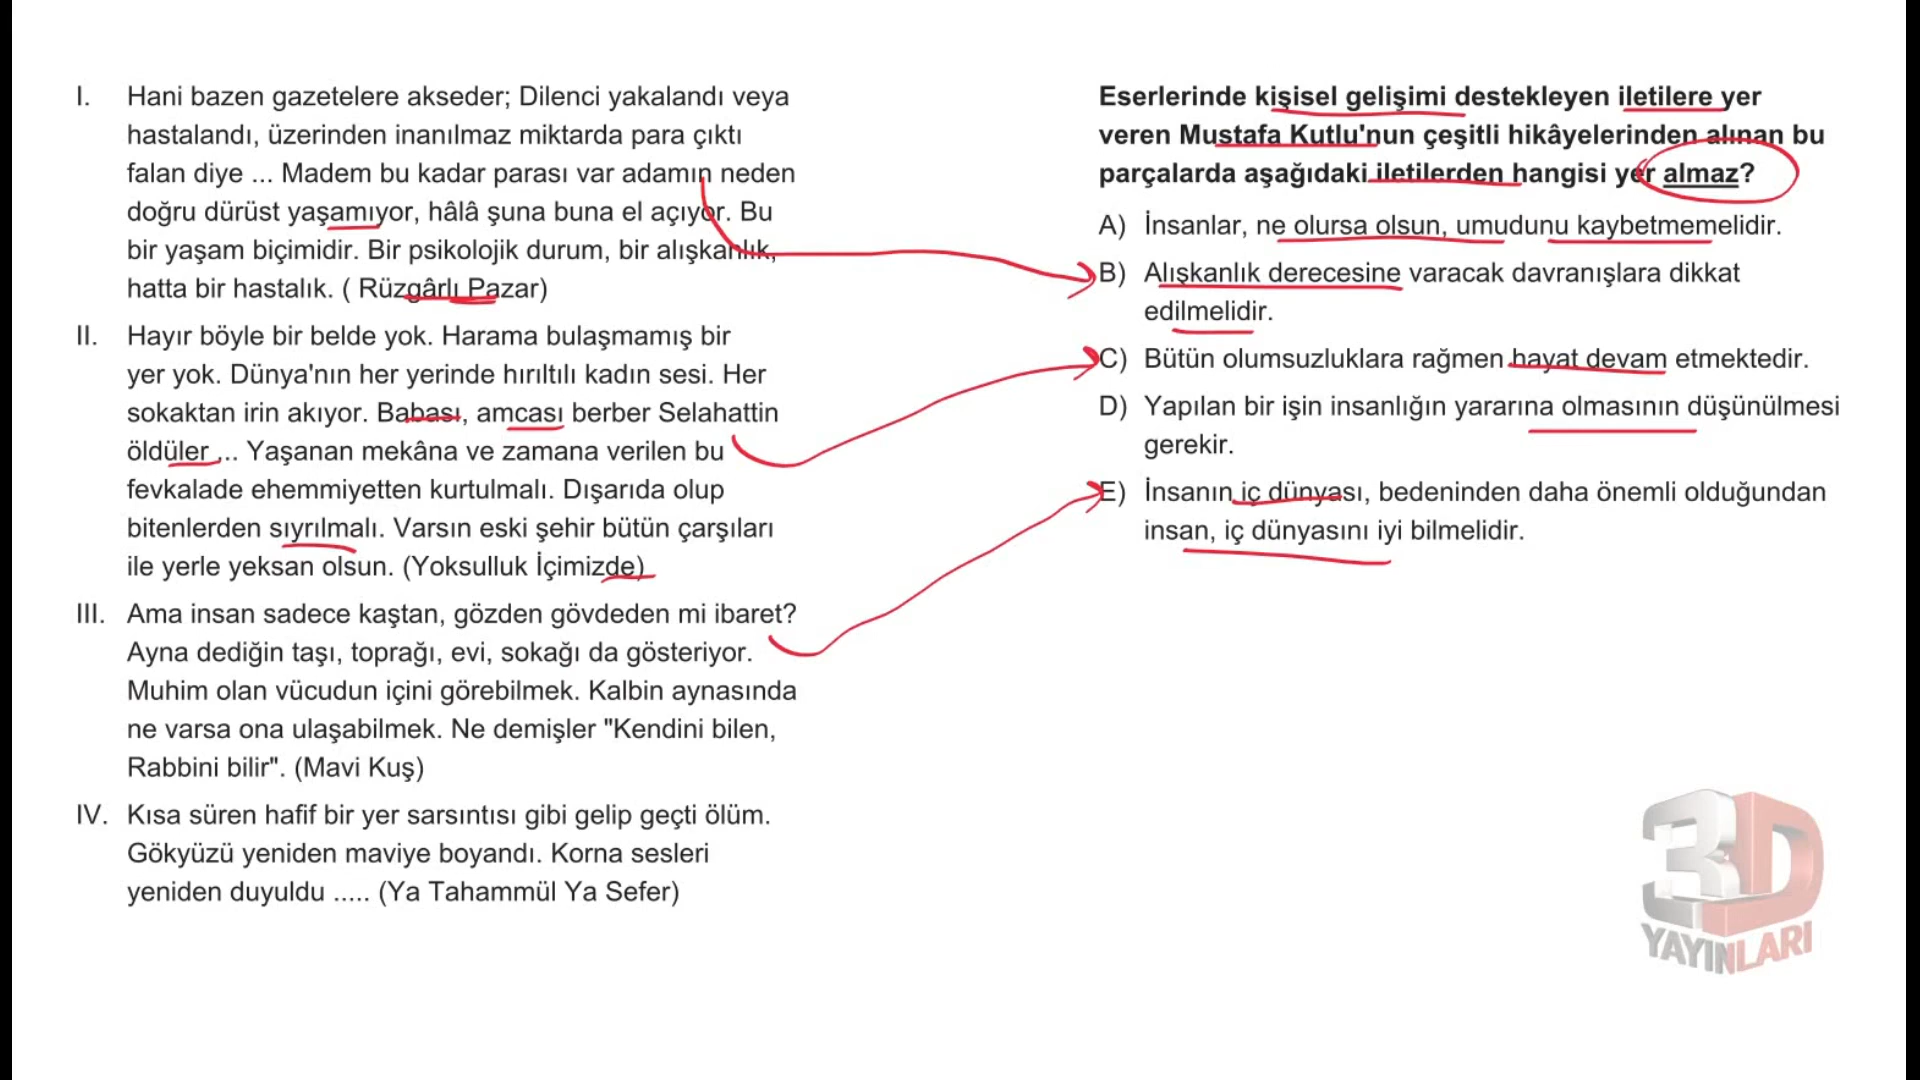 I. Hani bazen gazetelere akseder; Dilenci yakalandı veya
hastalandı, üzerinden inanılmaz miktarda para çıktı
falan diye ... Madem bu kadar parası var adamın neden
doğru dürüst yaşamıyor, hâlâ şuna buna el açıyor. Bu
bir yaşam biçimidir. Bir psikolojik durum, bir alışkanlık,
hatta bir hastalık. ( Rüzgârlı Pazar)
II. Hayır böyle bir belde yok. Harama bulaşmamış bir
yer yok. Dünya'nın her yerinde hırıltılı kadın sesi. Her
sokaktan irin akıyor. Babası, amcası berber Selahattin
öldüler ... Yaşanan mekâna ve zamana verilen bu
fevkalade ehemmiyetten kurtulmalı. Dışarıda olup
bitenlerden sıyrılmalı. Varsın eski şehir bütün çarşıları
ile yerle yeksan olsun. (Yoksulluk İçimizde)
III. Ama insan sadece kaştan, gözden gövdeden mi ibaret?
Ayna dediğin taşı, toprağı, evi, sokağı da gösteriyor.
Muhim olan vücudun içini görebilmek. Kalbin aynasında
ne varsa ona ulaşabilmek. Ne demişler "Kendini bilen,
Rabbini bilir". (Mavi Kuş)
IV. Kısa süren hafif bir yer sarsıntısı gibi gelip geçti ölüm.
Gökyüzü yeniden maviye boyandı. Korna sesleri
yeniden duyuldu ..... (Ya Tahammül Ya Sefer)
Eserlerinde kişisel gelişimi destekleyen iletilere yer
veren Mustafa Kutlu'nun çeşitli hikâyelerinden alınan bu
parçalarda aşağıdaki iletilerden hangisi yer almaz?
A) İnsanlar, ne olursa olsun, umudunu kaybetmemelidir.
B) Alışkanlık derecesine varacak davranışlara dikkat
edilmelidir.
C) Bütün olumsuzluklara rağmen hayat devam etmektedir.
D) Yapılan bir işin insanlığın yararına olmasının düşünülmesi
gerekir.
E) İnsanın iç dünyası, bedeninden daha önemli olduğundan
insan, iç dünyasını iyi bilmelidir.
3D
YAYINLARI